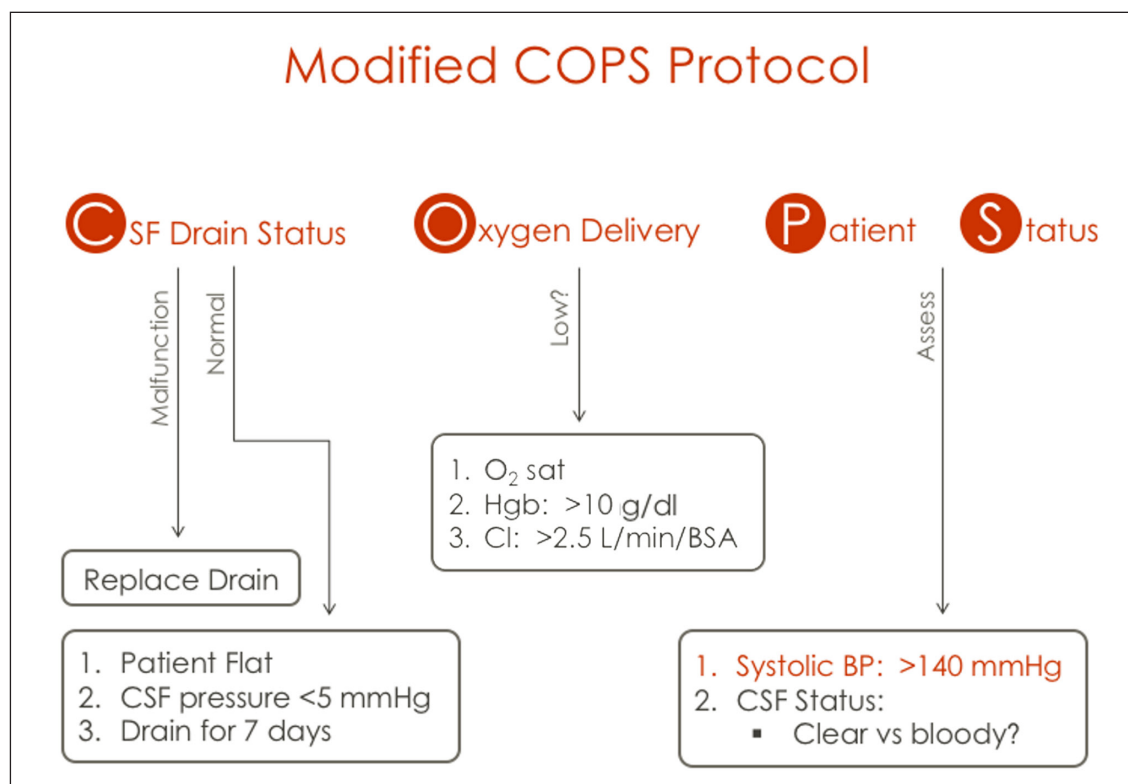 Modified COPS Protocol
CSF Drain Status
Oxygen Delivery
Patient Status
Malfunction
Normal
Low?
Assess
1. O₂ sat
2. Hgb: >10 g/dl
3. CI: >2.5 L/min/BSA
Replace Drain
1. Patient Flat
2. CSF pressure <5 mmHg
3. Drain for 7 days
1. Systolic BP: >140 mmHg
2. CSF Status:
▪ Clear vs bloody?